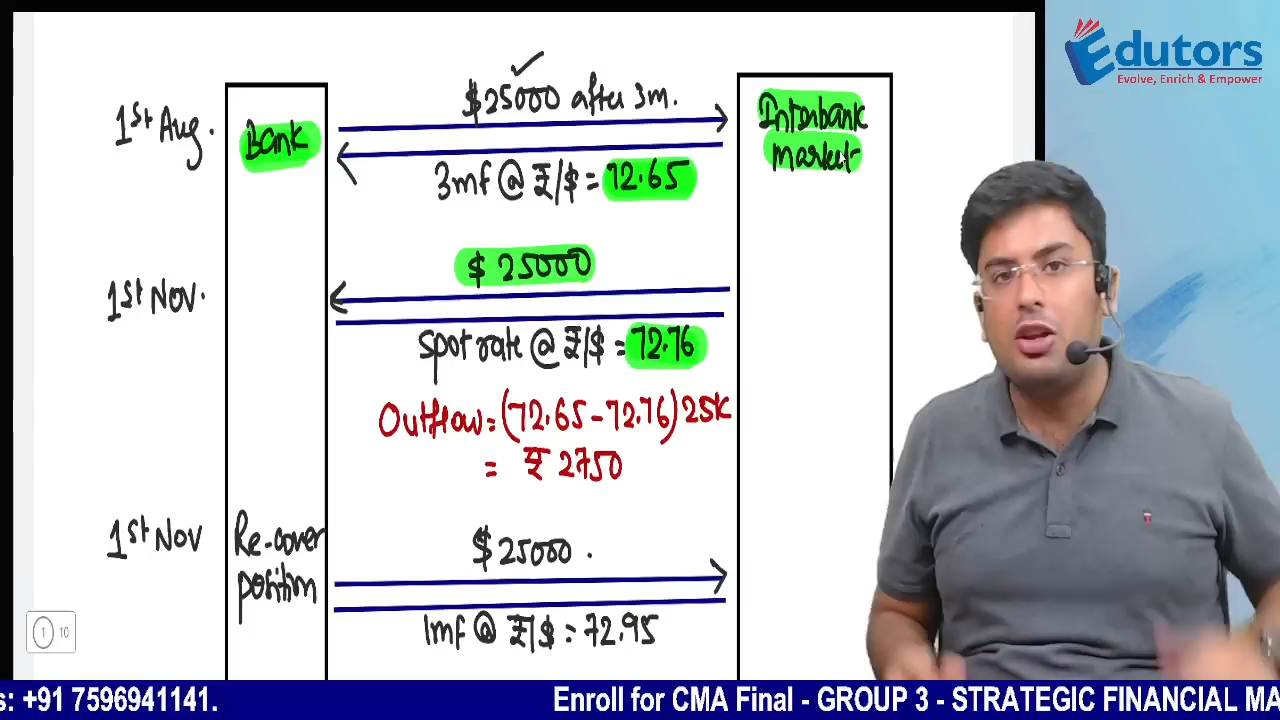 Edutors
Evolve, Enrich & Empower
1st Aug.
Bank
$25000 after 3m.
Interbank
market
3mf @ ₹/$ = 72.65
$ 25000
1st Nov.
Spot rate @ ₹/$ = 72.76
Outflow = (72.65 - 72.76) 25K
= ₹ 2750
1st Nov
Re-cover
position
$25000 .
1mf @ ₹/$ = 72.95
1 10
s: +91 7596941141.
Enroll for CMA Final - GROUP 3 - STRATEGIC FINANCIAL MA